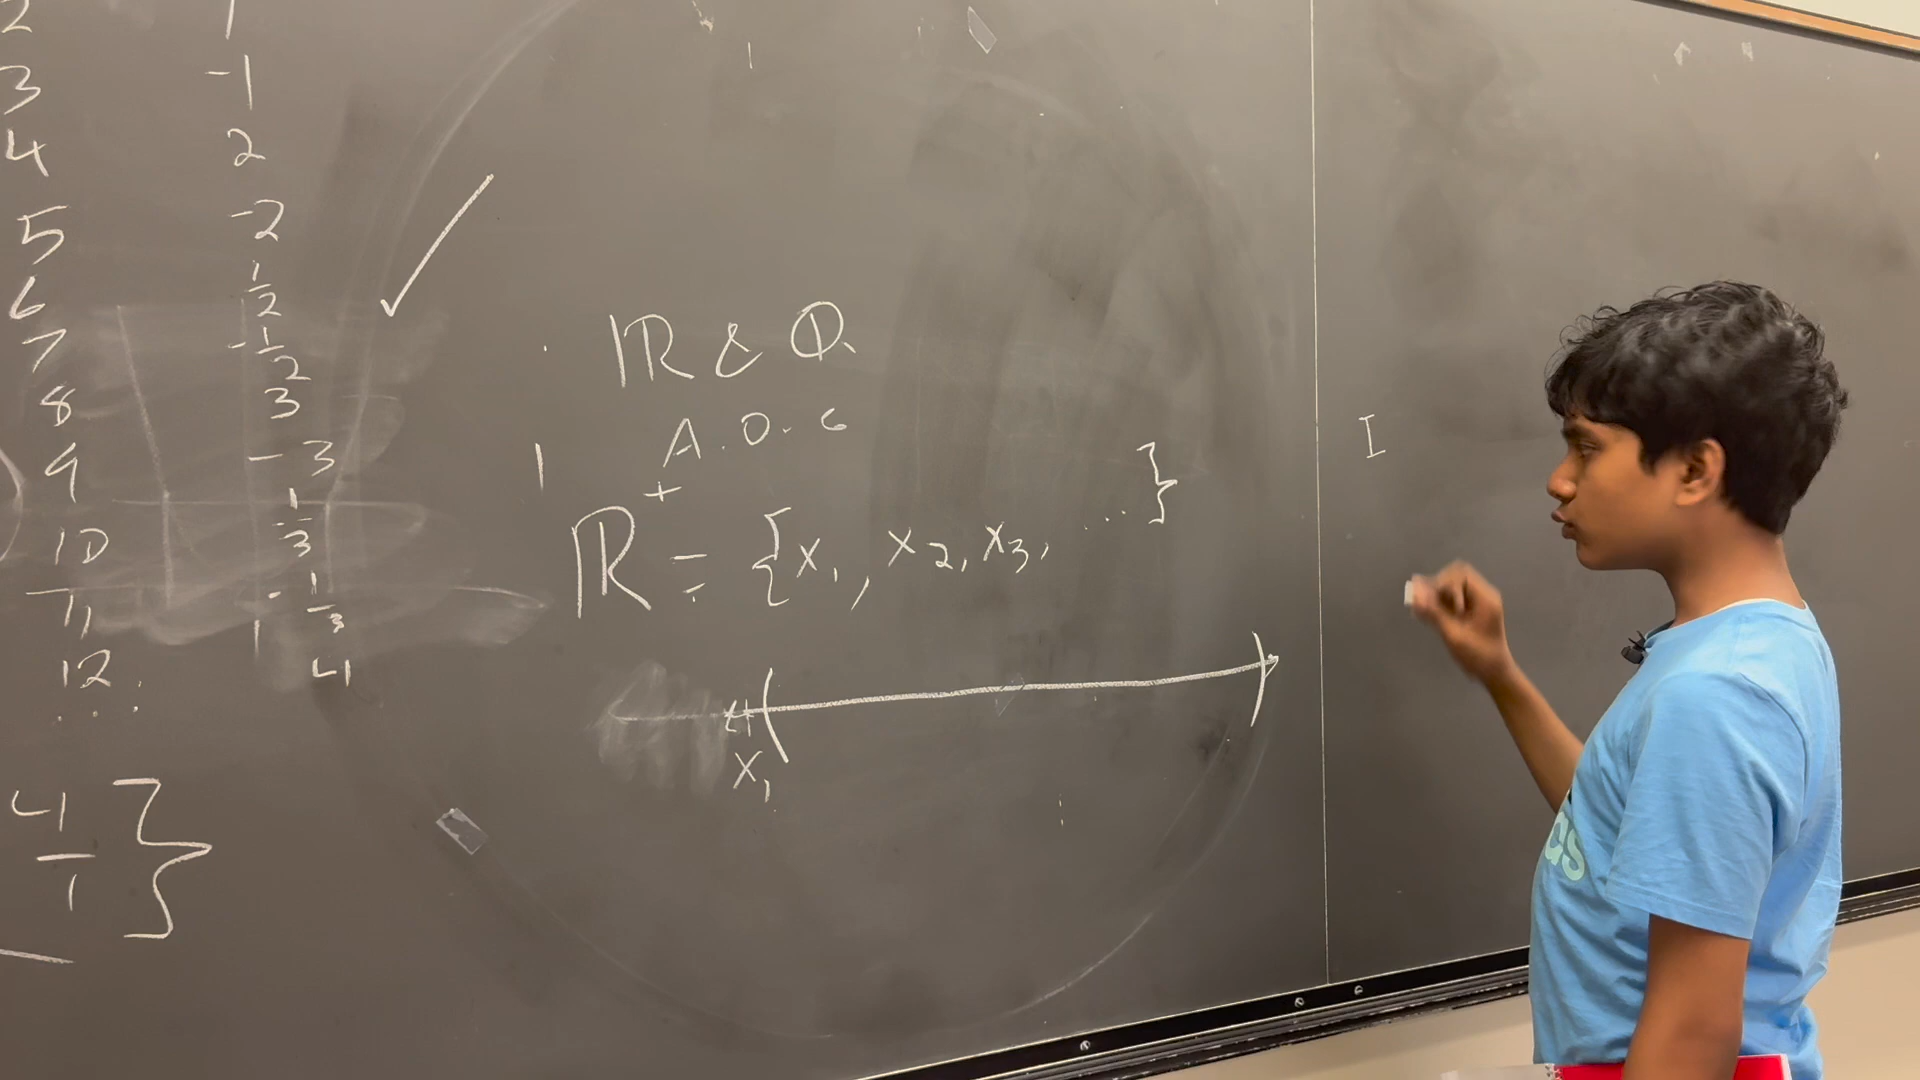 2 1
3 -1
4 2
5 -2
6 1/2
7 -1/2
8 3
9 -3
10 1/3
11 -1/3
12 4
...
4/1 }
ℝ & ℚ
A.O.C
ℝ⁺ = {x₁, x₂, x₃, ...}
( )
x₁
I
as